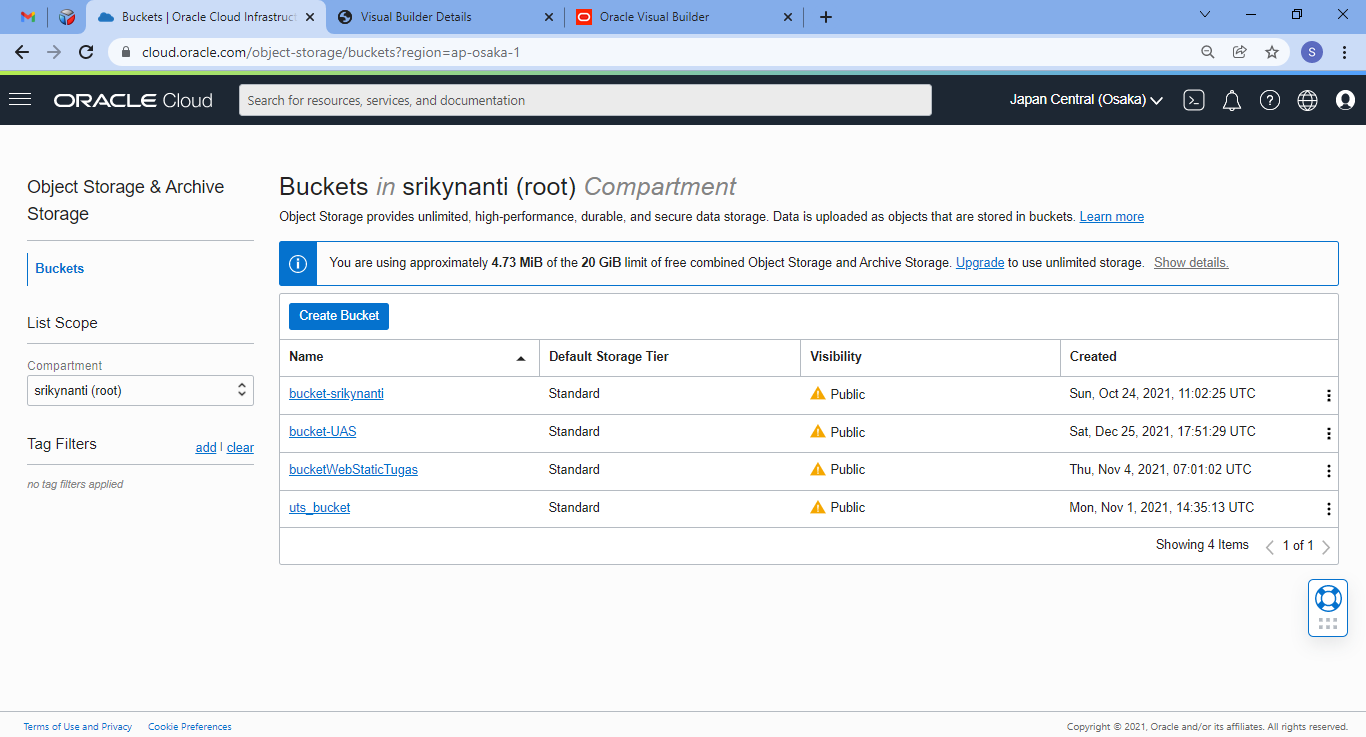 Buckets | Oracle Cloud Infrastruct
Visual Builder Details
Oracle Visual Builder
cloud.oracle.com/object-storage/buckets?region=ap-osaka-1
S
ORACLE Cloud
Search for resources, services, and documentation
Japan Central (Osaka)
Object Storage & Archive
Storage
Buckets
List Scope
Compartment
srikynanti (root)
Tag Filters
add | clear
no tag filters applied
Buckets in srikynanti (root) Compartment
Object Storage provides unlimited, high-performance, durable, and secure data storage. Data is uploaded as objects that are stored in buckets. Learn more
You are using approximately 4.73 MiB of the 20 GiB limit of free combined Object Storage and Archive Storage. Upgrade to use unlimited storage. Show details.
Create Bucket
Name Default Storage Tier Visibility Created
bucket-srikynanti Standard Public Sun, Oct 24, 2021, 11:02:25 UTC
bucket-UAS Standard Public Sat, Dec 25, 2021, 17:51:29 UTC
bucketWebStaticTugas Standard Public Thu, Nov 4, 2021, 07:01:02 UTC
uts_bucket Standard Public Mon, Nov 1, 2021, 14:35:13 UTC
Showing 4 Items 1 of 1
Terms of Use and Privacy Cookie Preferences
Copyright © 2021, Oracle and/or its affiliates. All rights reserved.